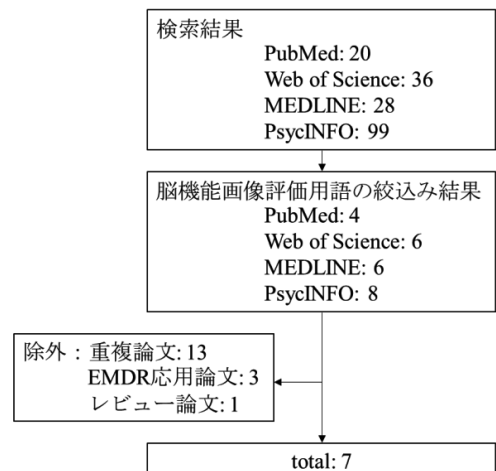 検索結果
PubMed: 20
Web of Science: 36
MEDLINE: 28
PsycINFO: 99
脳機能画像評価用語の絞込み結果
PubMed: 4
Web of Science: 6
MEDLINE: 6
PsycINFO: 8
除外：重複論文: 13
EMDR応用論文: 3
レビュー論文: 1
total: 7